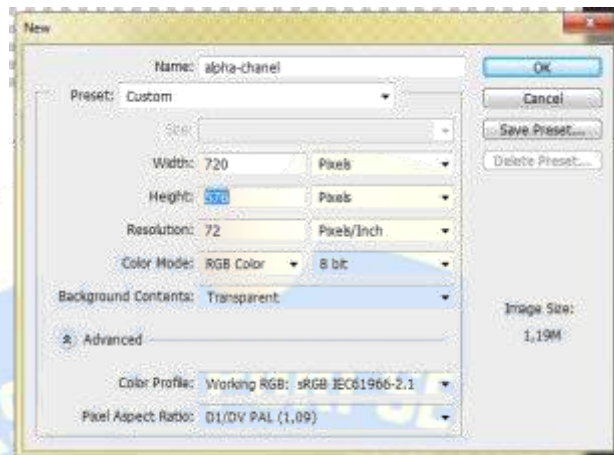 New
Name: alpha-chanel
OK
Preset: Custom
Cancel
Size:
Save Preset...
Width: 720 Pixels
Delete Preset...
Height: 576 Pixels
Resolution: 72 Pixels/Inch
Color Mode: RGB Color 8 bit
Background Contents: Transparent
Image Size:
1,19M
Advanced
Color Profile: Working RGB: sRGB IEC61966-2.1
Pixel Aspect Ratio: D1/DV PAL (1,09)